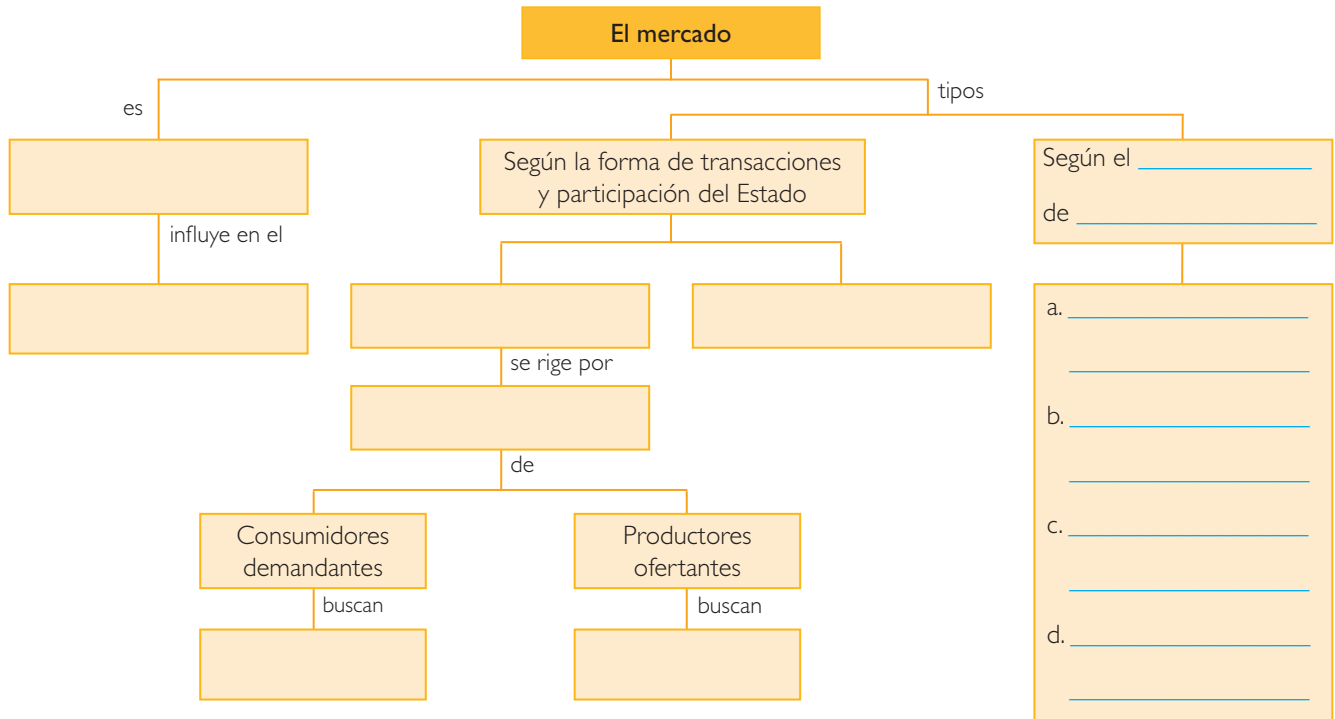 El mercado
es
tipos
Según la forma de transacciones
y participación del Estado
Según el
de
influye en el
a.
se rige por
b.
de
c.
Consumidores
demandantes
Productores
ofertantes
buscan
buscan
d.